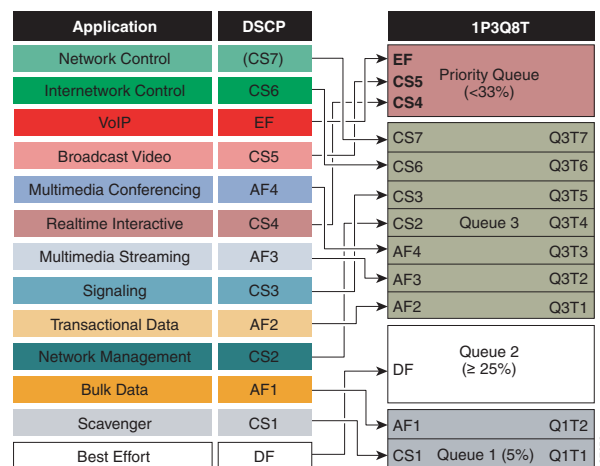 Application DSCP 1P3Q8T
Network Control (CS7)
Internetwork Control CS6
VoIP EF
Broadcast Video CS5
Multimedia Conferencing AF4
Realtime Interactive CS4
Multimedia Streaming AF3
Signaling CS3
Transactional Data AF2
Network Management CS2
Bulk Data AF1
Scavenger CS1
Best Effort DF
EF
CS5 Priority Queue
CS4 (<33%)
CS7 Q3T7
CS6 Q3T6
CS3 Q3T5
CS2 Queue 3 Q3T4
AF4 Q3T3
AF3 Q3T2
AF2 Q3T1
Queue 2
DF (≥ 25%)
AF1 Q1T2
CS1 Queue 1 (5%) Q1T1